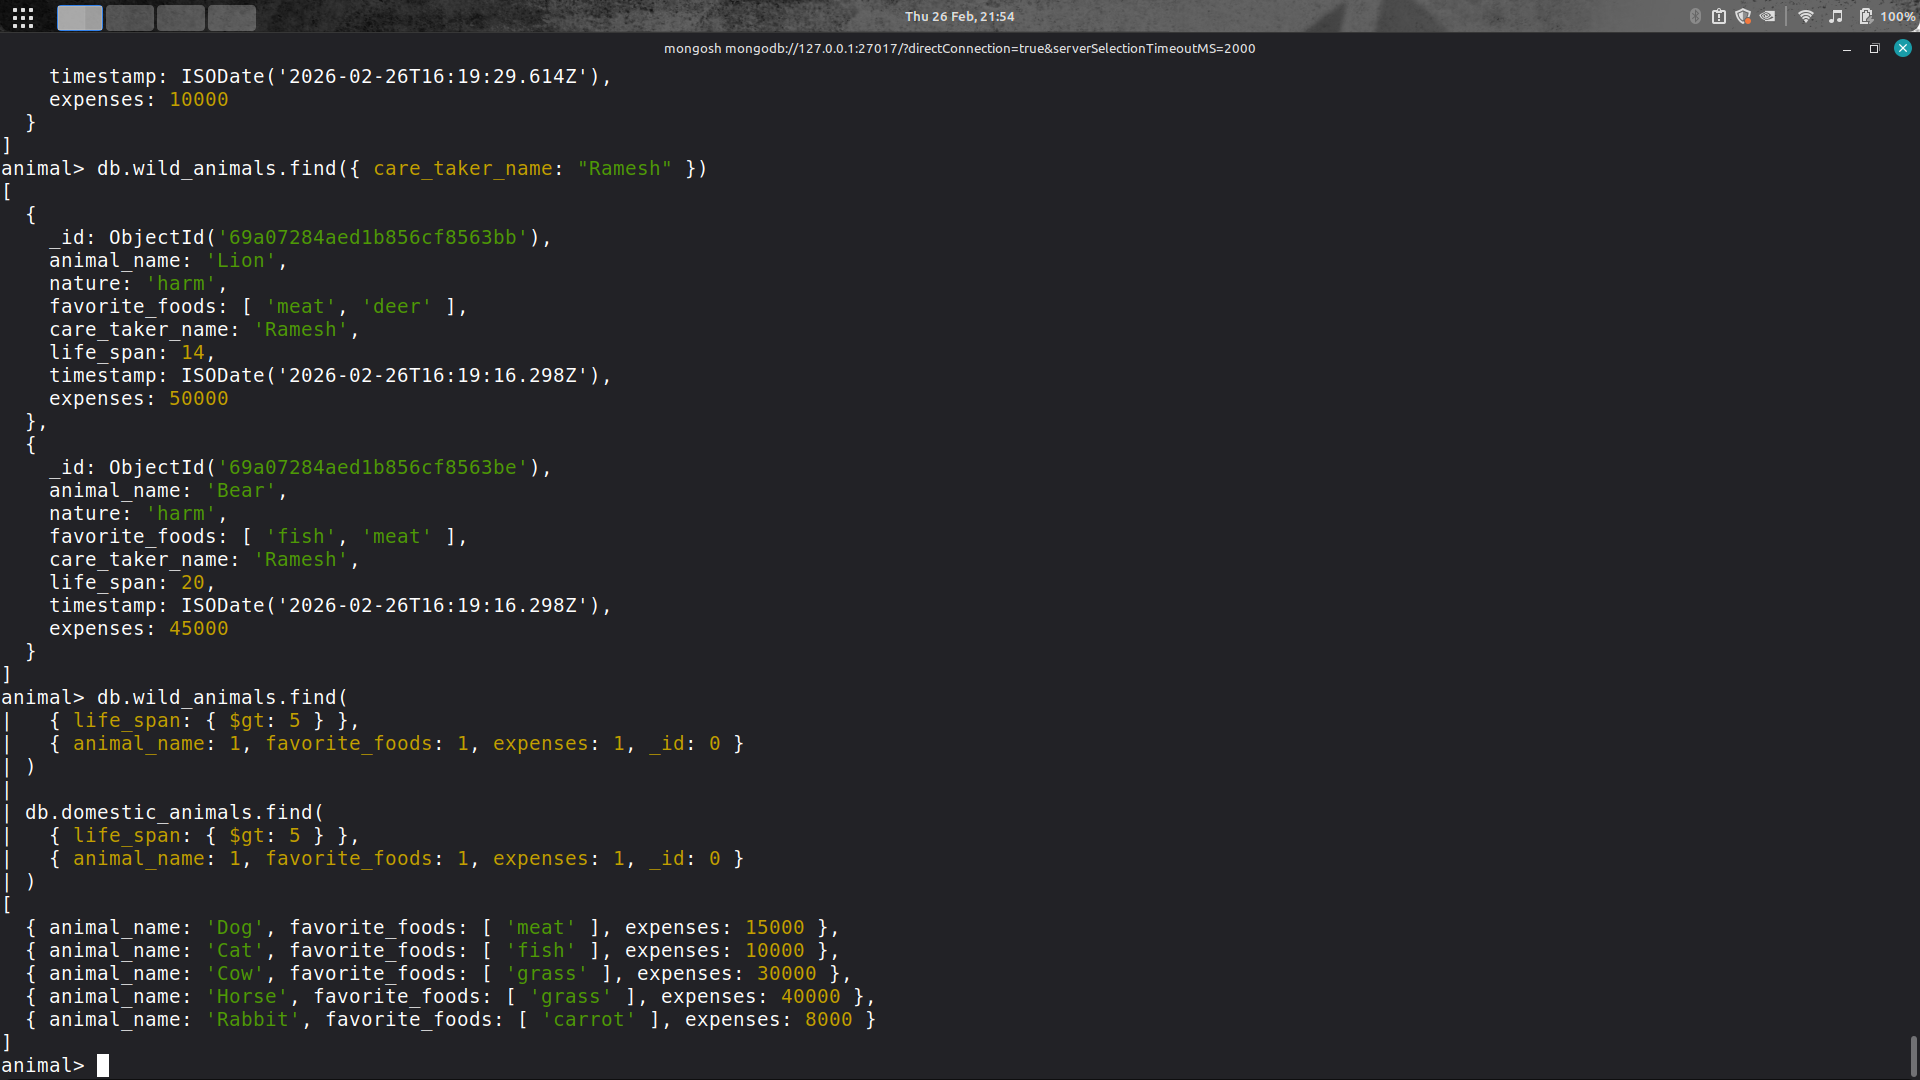 Thu 26 Feb, 21:54
100%
mongosh mongodb://127.0.0.1:27017/?directConnection=true&serverSelectionTimeoutMS=2000
    timestamp: ISODate('2026-02-26T16:19:29.614Z'),
    expenses: 10000
  }
]
animal> db.wild_animals.find({ care_taker_name: "Ramesh" })
[
  {
    _id: ObjectId('69a07284aed1b856cf8563bb'),
    animal_name: 'Lion',
    nature: 'harm',
    favorite_foods: [ 'meat', 'deer' ],
    care_taker_name: 'Ramesh',
    life_span: 14,
    timestamp: ISODate('2026-02-26T16:19:16.298Z'),
    expenses: 50000
  },
  {
    _id: ObjectId('69a07284aed1b856cf8563be'),
    animal_name: 'Bear',
    nature: 'harm',
    favorite_foods: [ 'fish', 'meat' ],
    care_taker_name: 'Ramesh',
    life_span: 20,
    timestamp: ISODate('2026-02-26T16:19:16.298Z'),
    expenses: 45000
  }
]
animal> db.wild_animals.find(
|   { life_span: { $gt: 5 } },
|   { animal_name: 1, favorite_foods: 1, expenses: 1, _id: 0 }
| )
|
| db.domestic_animals.find(
|   { life_span: { $gt: 5 } },
|   { animal_name: 1, favorite_foods: 1, expenses: 1, _id: 0 }
| )
[
  { animal_name: 'Dog', favorite_foods: [ 'meat' ], expenses: 15000 },
  { animal_name: 'Cat', favorite_foods: [ 'fish' ], expenses: 10000 },
  { animal_name: 'Cow', favorite_foods: [ 'grass' ], expenses: 30000 },
  { animal_name: 'Horse', favorite_foods: [ 'grass' ], expenses: 40000 },
  { animal_name: 'Rabbit', favorite_foods: [ 'carrot' ], expenses: 8000 }
]
animal>